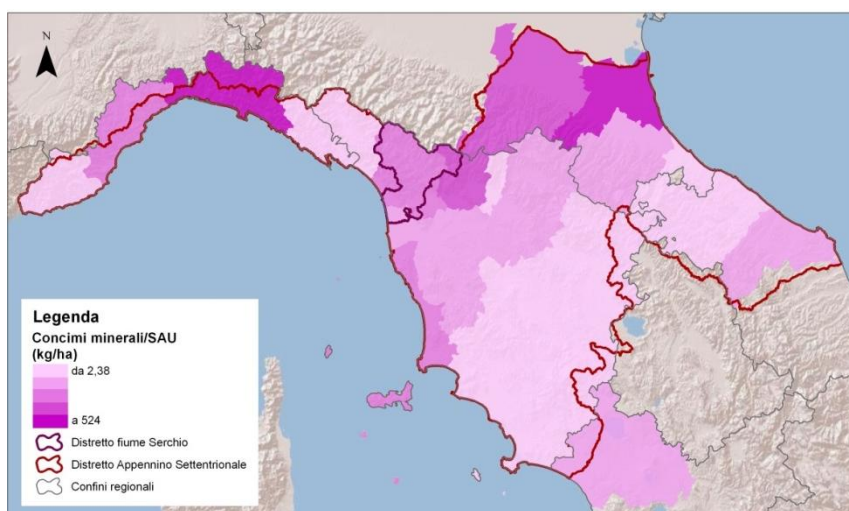 N
Legenda
Concimi minerali/SAU
(kg/ha)
da 2,38
a 524
Distretto fiume Serchio
Distretto Appennino Settentrionale
Confini regionali